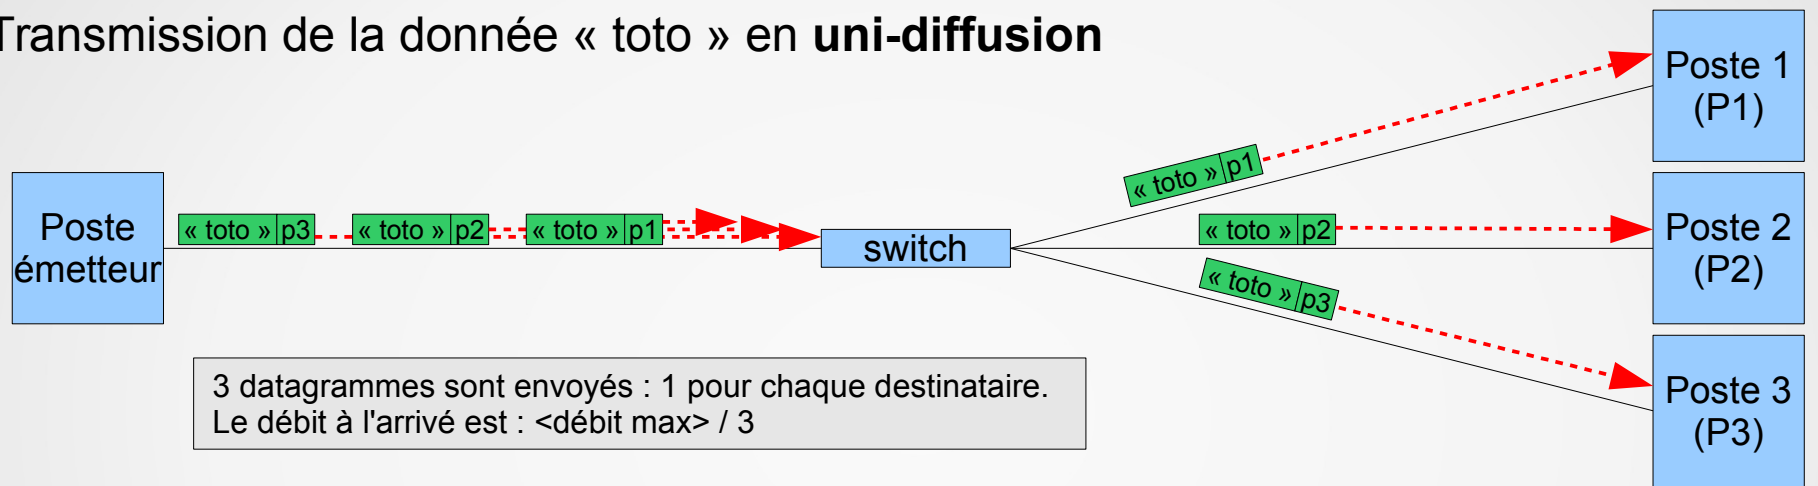 Transmission de la donnée « toto » en uni-diffusion
Poste 1
(P1)
« toto » p1
Poste
émetteur
« toto » p3
« toto » p2
« toto » p1
switch
« toto » p2
Poste 2
(P2)
« toto » p3
3 datagrammes sont envoyés : 1 pour chaque destinataire.
Le débit à l'arrivé est : <débit max> / 3
Poste 3
(P3)